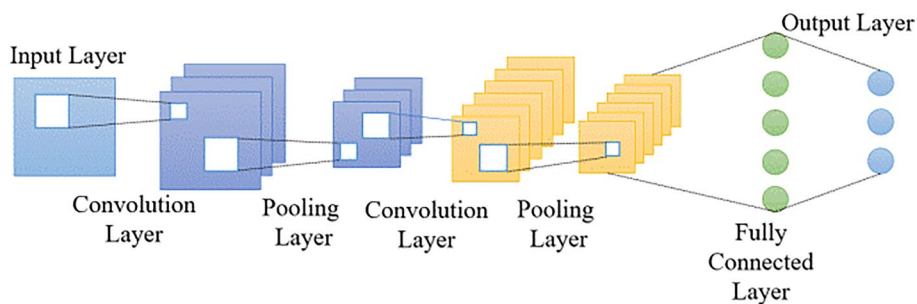 Input Layer
Convolution
Layer
Pooling
Layer
Convolution
Layer
Pooling
Layer
Fully
Connected
Layer
Output Layer